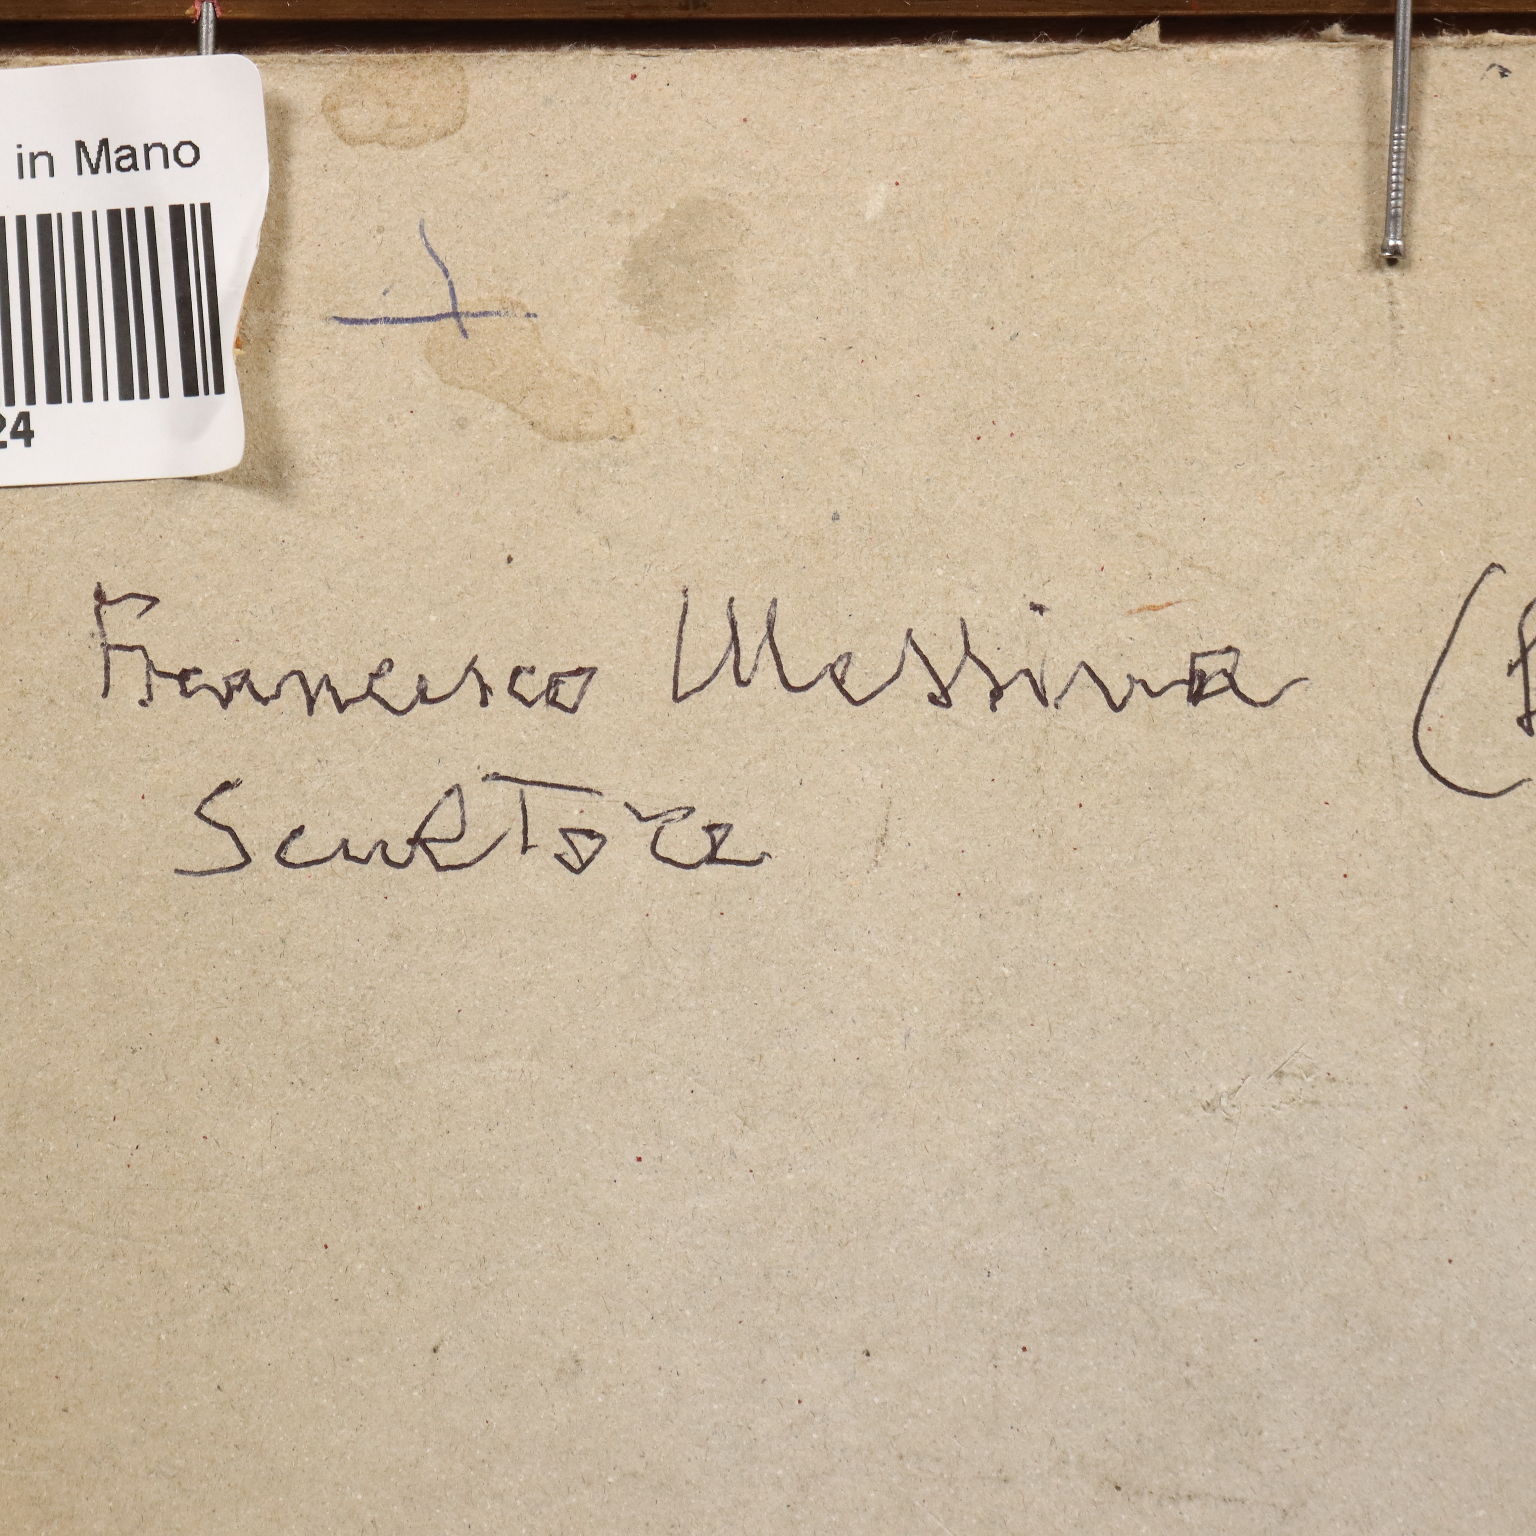 in Mano
24
Francesco Messina (
Scultore